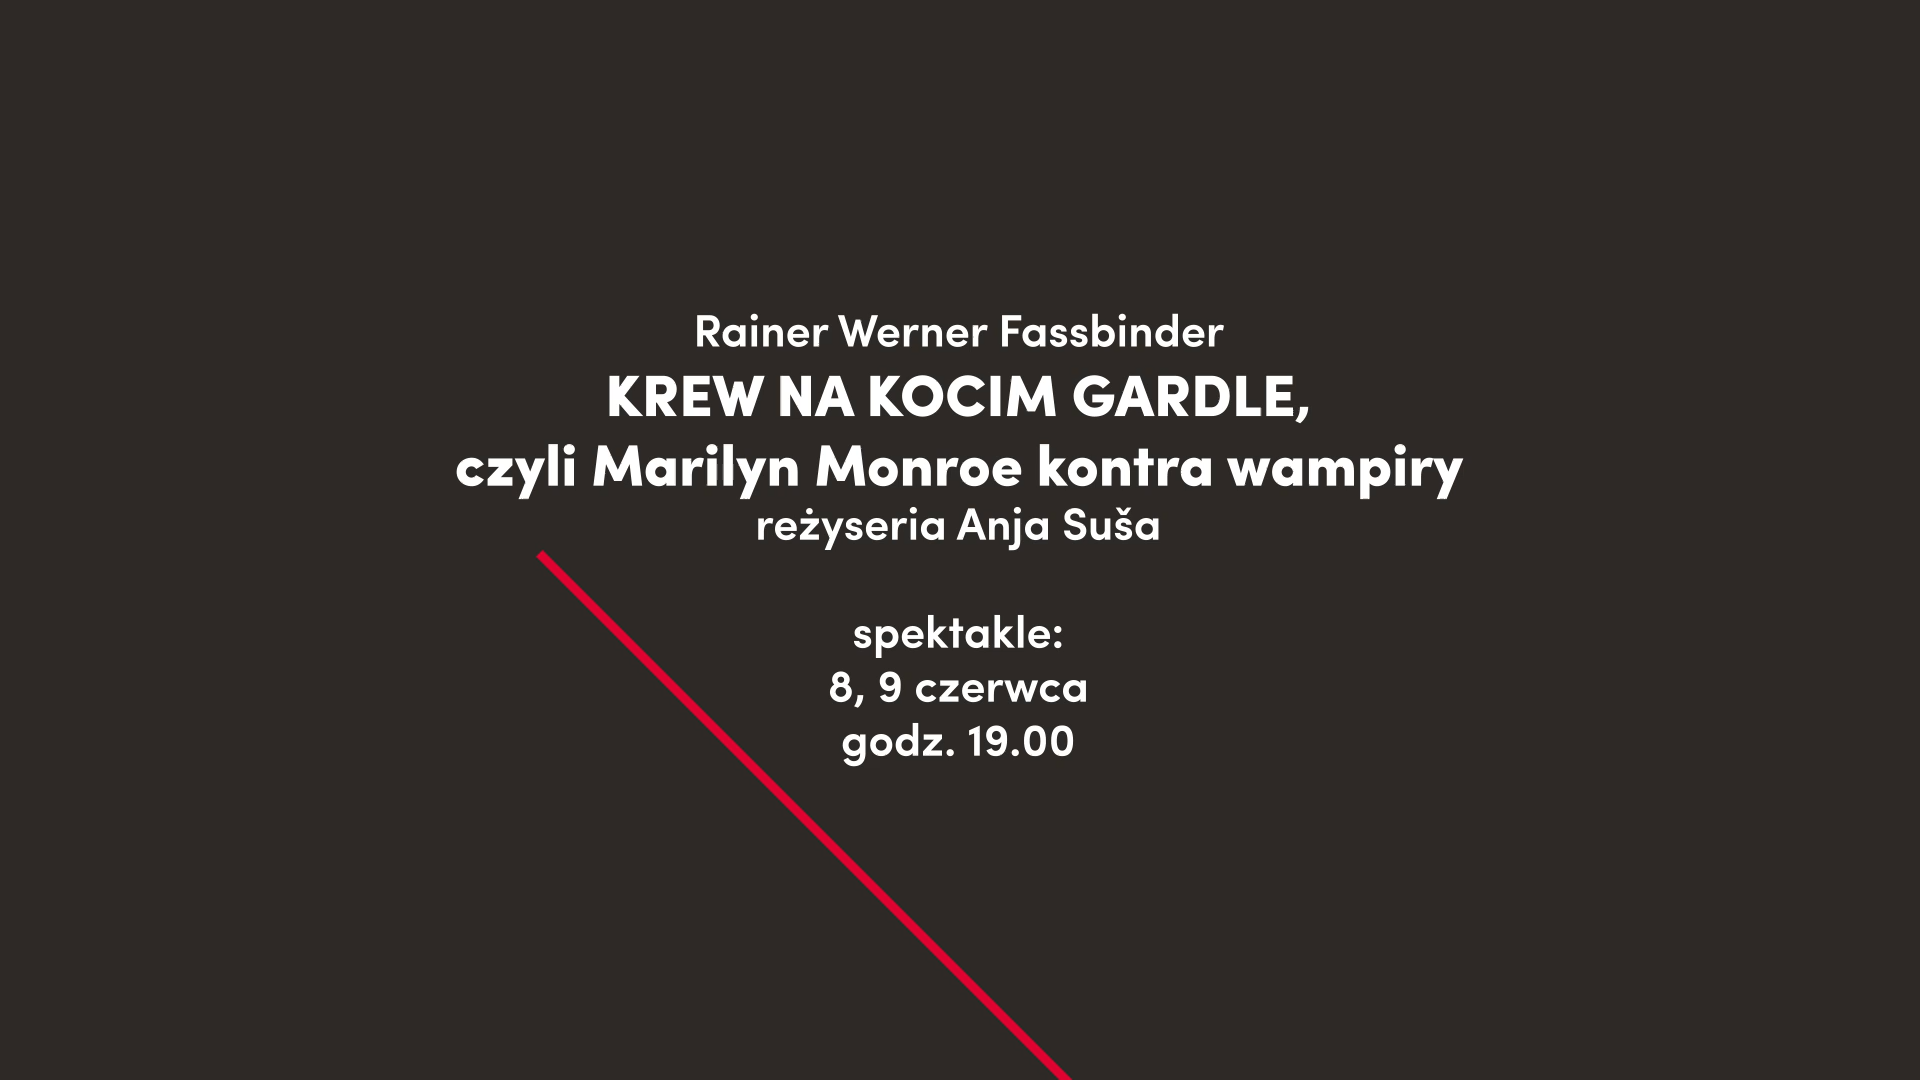 Rainer Werner Fassbinder
KREW NA KOCIM GARDLE,
czyli Marilyn Monroe kontra wampiry
reżyseria Anja Suša
spektakle:
8, 9 czerwca
godz. 19.00